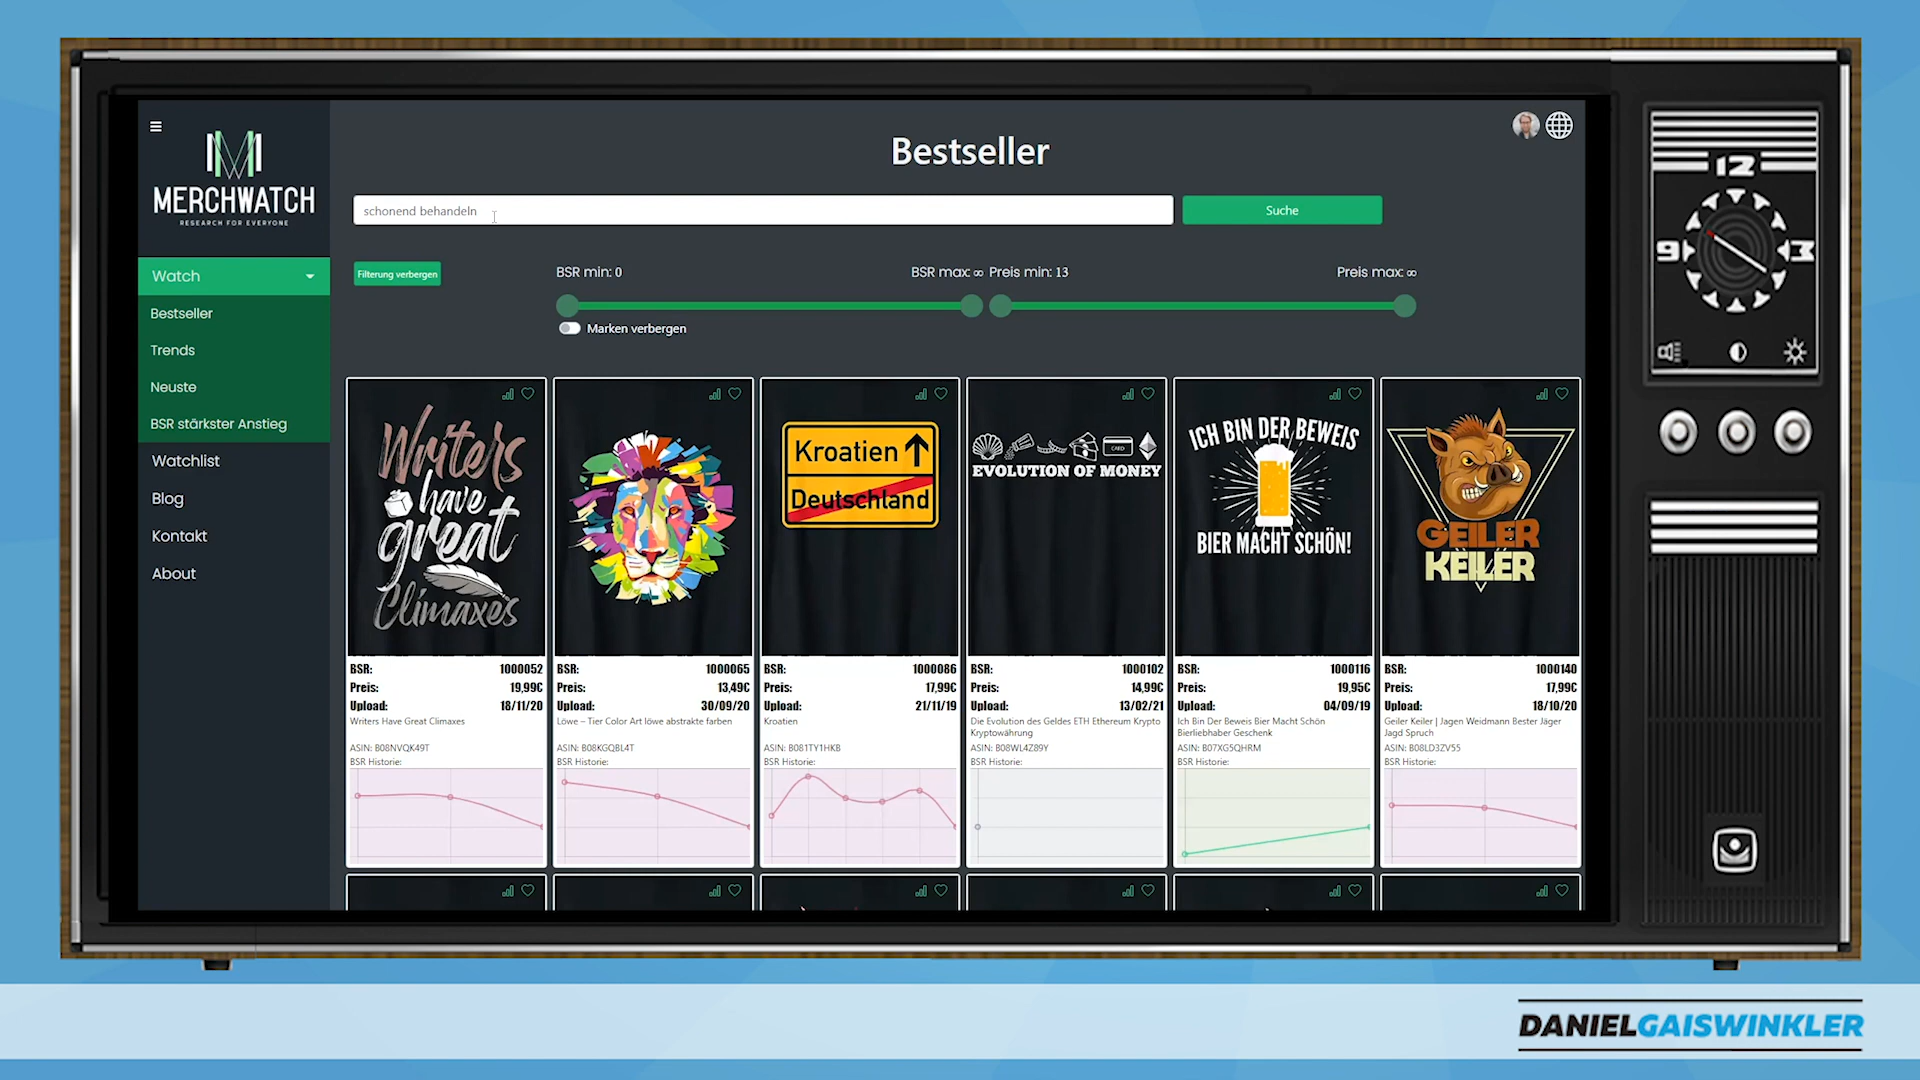 MERCHWATCH
RESEARCH FOR EVERYONE
Watch
Bestseller
Trends
Neuste
BSR stärkster Anstieg
Watchlist
Blog
Kontakt
About
Bestseller
schonend behandeln
Suche
Filterung verbergen
BSR min: 0
BSR max: ∞
Preis min: 13
Preis max: ∞
Marken verbergen
Writers
have
great
Climaxes
BSR: 1000052
Preis: 19,99€
Upload: 18/11/20
Writers Have Great Climaxes
ASIN: B08NVQK49T
BSR Historie:
BSR: 1000065
Preis: 13,49€
Upload: 30/09/20
Löwe – Tier Color Art löwe abstrakte farben
ASIN: B08KGQBL4T
BSR Historie:
Kroatien
Deutschland
BSR: 1000086
Preis: 17,99€
Upload: 21/11/19
Kroatien
ASIN: B081TY1HKB
BSR Historie:
CARD
EVOLUTION OF MONEY
BSR: 1000102
Preis: 14,99€
Upload: 13/02/21
Die Evolution des Geldes ETH Ethereum Krypto
Kryptowährung
ASIN: B08WL4Z89Y
BSR Historie:
ICH BIN DER BEWEIS
BIER MACHT SCHÖN!
BSR: 1000116
Preis: 19,95€
Upload: 04/09/19
Ich Bin Der Beweis Bier Macht Schön
Bierliebhaber Geschenk
ASIN: B07XG5QHRM
BSR Historie:
GEILER
KEILER
BSR: 1000140
Preis: 17,99€
Upload: 18/10/20
Geiler Keiler | Jagen Weidmann Bester Jäger
Jagd Spruch
ASIN: B08LD3ZV55
BSR Historie:
12
9
3
DANIELGAISWINKLER